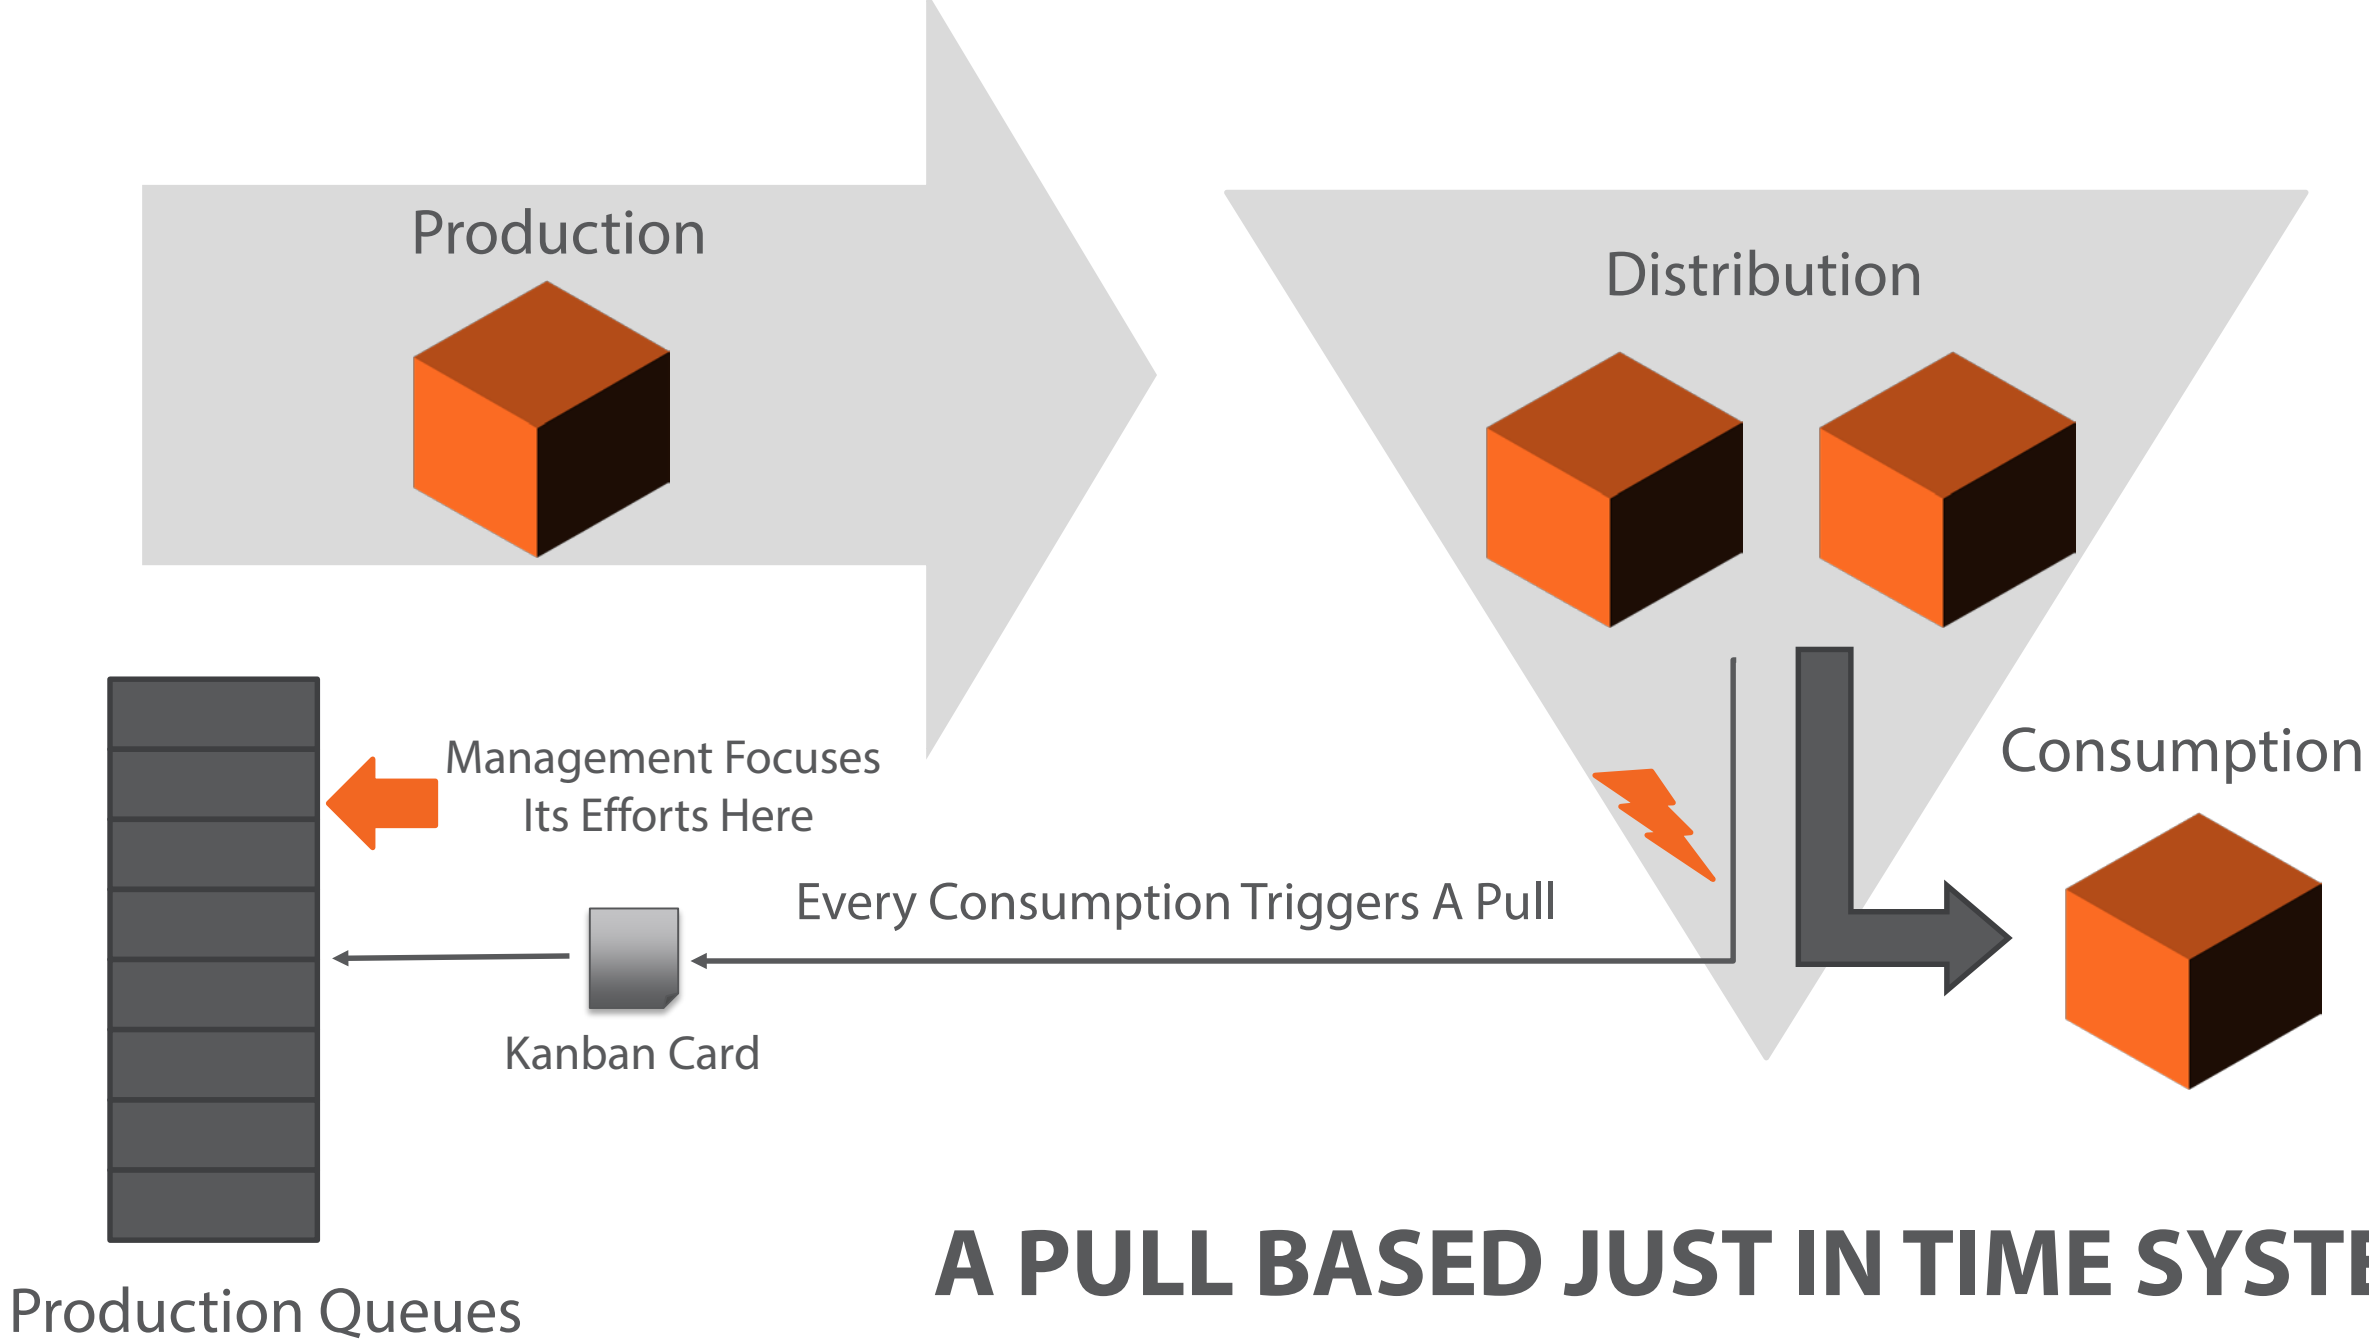 Production
Distribution
Management Focuses
Its Efforts Here
Consumption
Every Consumption Triggers A Pull
Kanban Card
A PULL BASED JUST IN TIME SYSTE
Production Queues